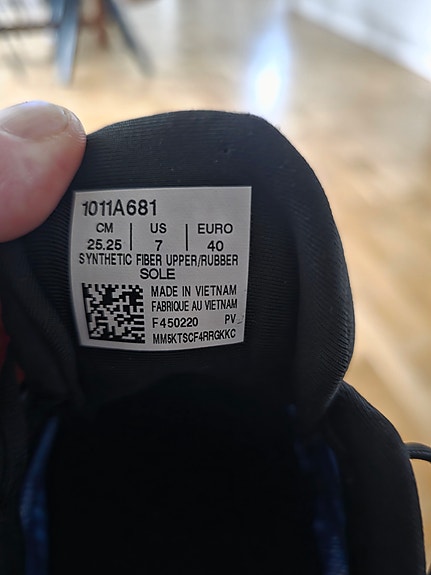 1011A681
CM US EURO
25.25 7 40
SYNTHETIC FIBER UPPER/RUBBER
SOLE
MADE IN VIETNAM
FABRIQUE AU VIETNAM
F450220 PV
MM5KTSCF4RRGKKC